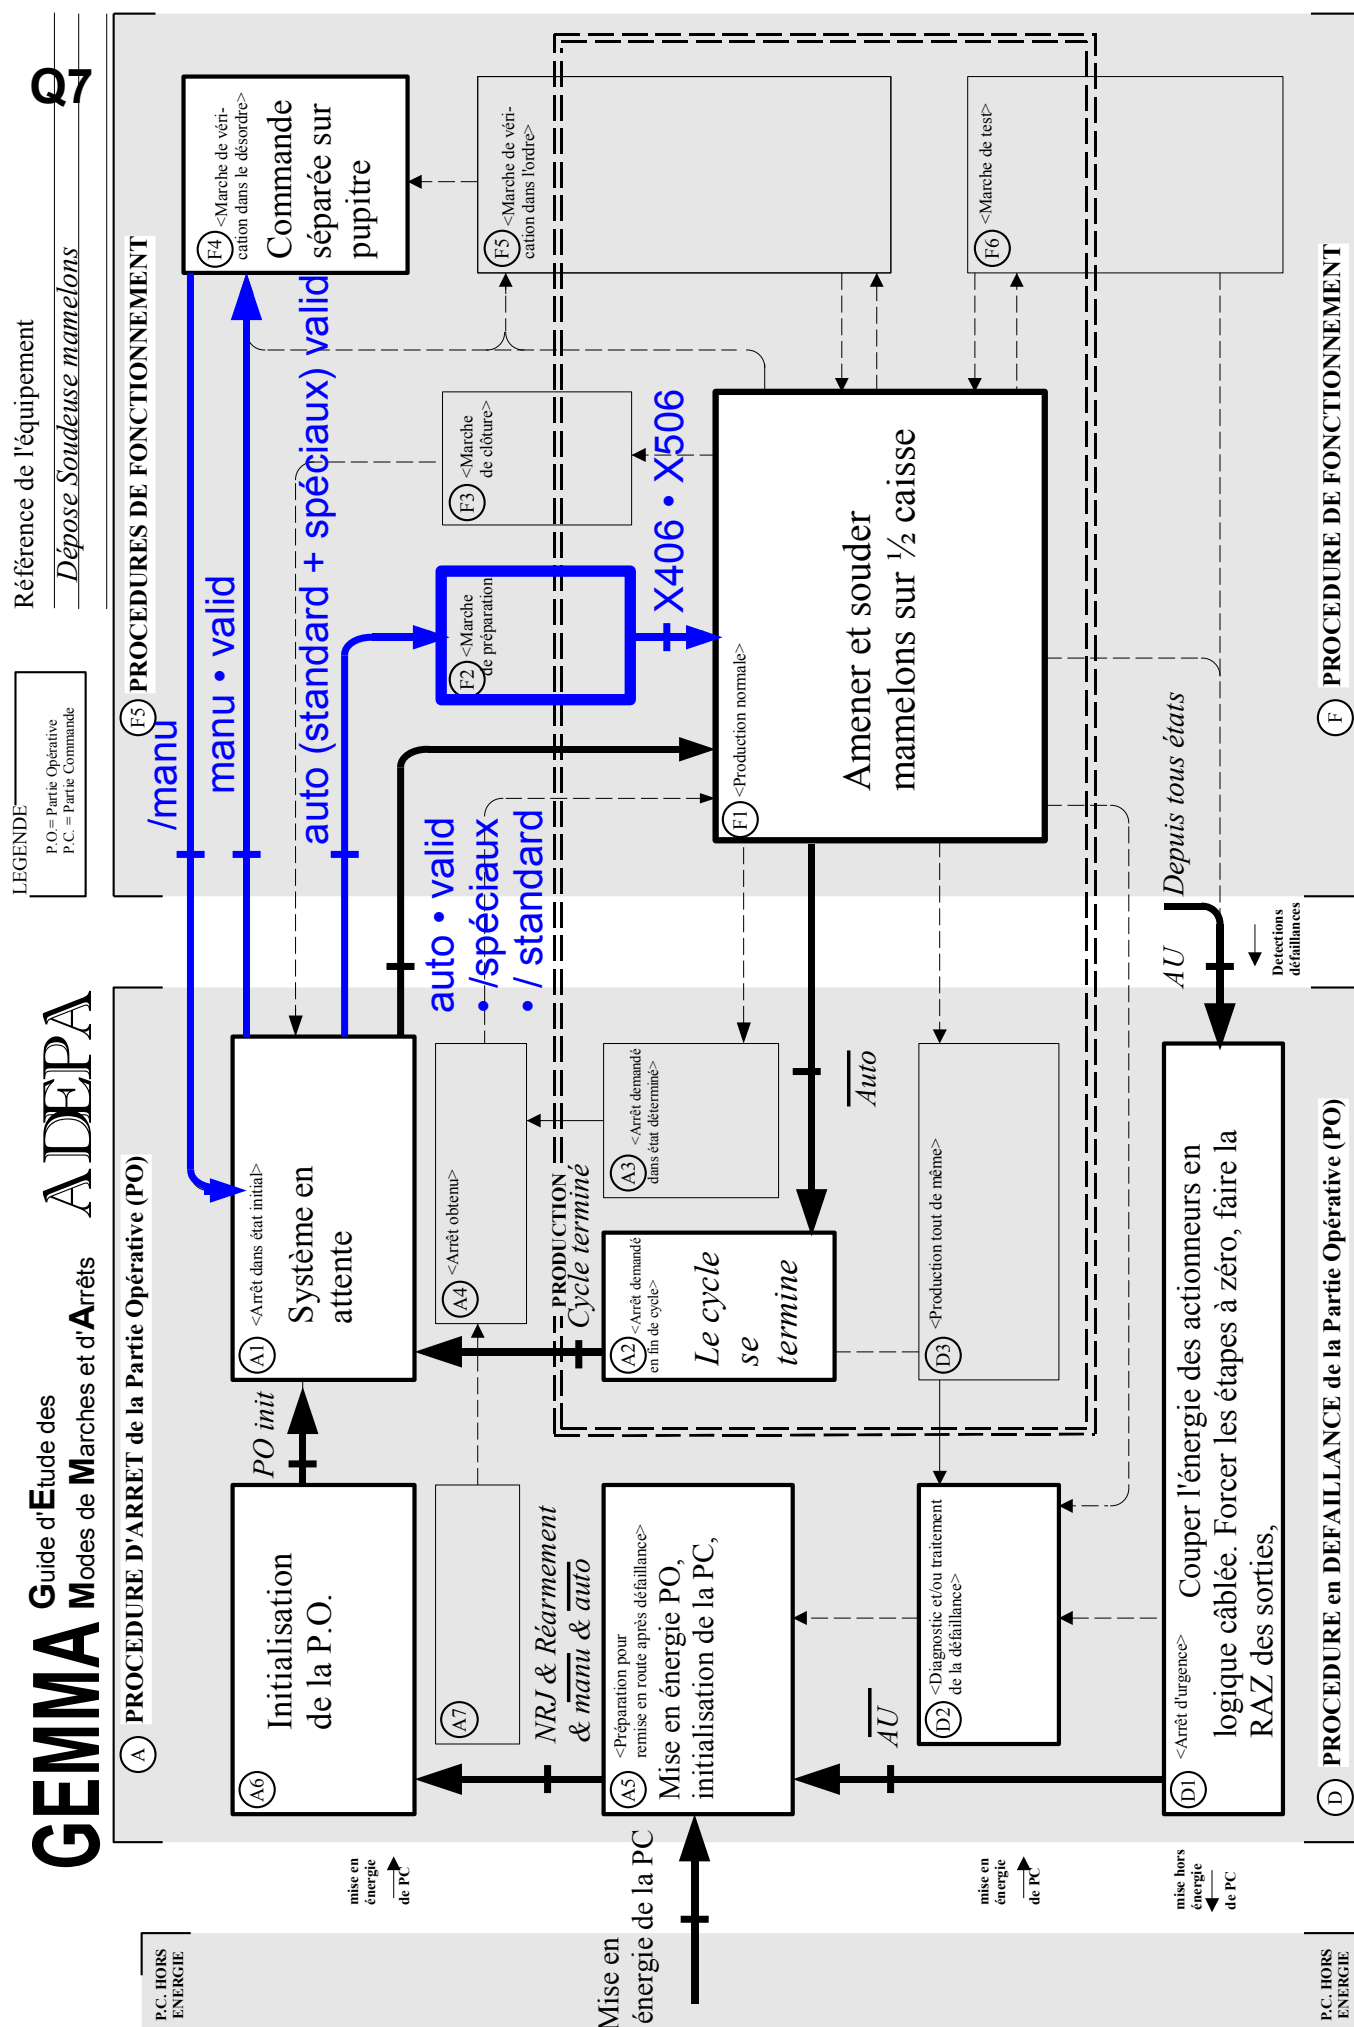 GEMMA
Guide d'Etude des
Modes de Marches et d'Arrêts
ADEPA
LEGENDE
P.O.= Partie Opérative
P.C. = Partie Commande
Référence de l'équipement
Dépose Soudeuse mamelons
Q7
P.C. HORS
ENERGIE
A
PROCEDURE D'ARRET de la Partie Opérative (PO)
F5
PROCEDURES DE FONCTIONNEMENT
mise en
énergie
de PC
A6
Initialisation
de la P.O.
PO init
A1
<Arrêt dans état initial>
Système en
attente
/manu
manu • valid
auto (standard + spéciaux) valid
F4
<Marche de véri-
cation dans le désordre>
Commande
séparée sur
pupitre
A7
A4
<Arrêt obtenu>
auto • valid
• /spéciaux
• / standard
F2
<Marche
de préparation
F3
<Marche
de clôture>
F5
<Marche de véri-
cation dans l'ordre>
X406 • X506
NRJ & Réarmement
& manu & auto
PRODUCTION
Cycle terminé
Mise en
énergie de la PC
A5
<Préparation pour
remise en route après défaillance>
Mise en énergie PO,
initialisation de la PC,
A2
<Arrêt demandé
en fin de cycle>
Le cycle
se
termine
A3
<Arrêt demandé
dans état déterminé>
Auto
F1
<Production normale>
Amener et souder
mamelons sur ½ caisse
F6
<Marche de test>
AU
mise en
énergie
de PC
D2
<Diagnostic et/ou traitement
de la défaillance>
D3
<Production tout de même>
AU
Depuis tous états
Detections
défaillances
mise hors
énergie
de PC
D1
<Arrêt d'urgence>
Couper l'énergie des actionneurs en
logique câblée. Forcer les étapes à zéro, faire la
RAZ des sorties,
P.C. HORS
ENERGIE
D
PROCEDURE en DEFAILLANCE de la Partie Opérative (PO)
F
PROCEDURE DE FONCTIONNEMENT